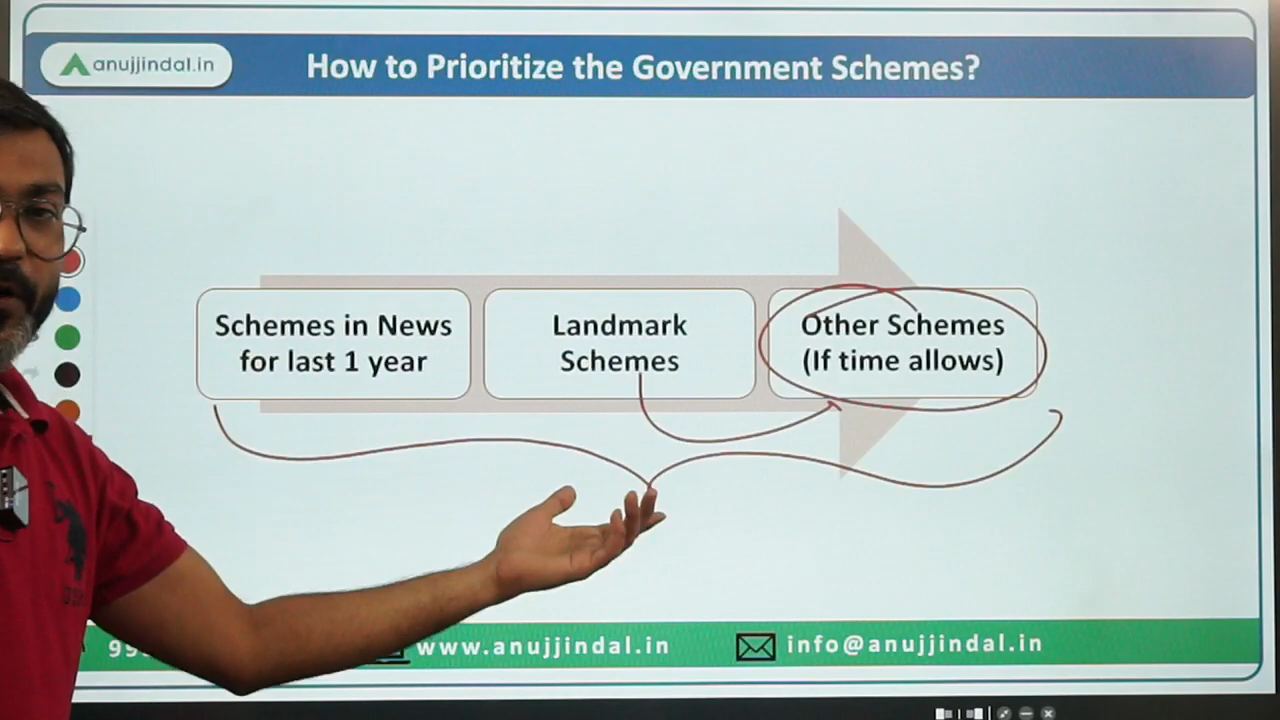 anujjindal.in
How to Prioritize the Government Schemes?
Schemes in News
for last 1 year
Landmark
Schemes
Other Schemes
(If time allows)
www.anujjindal.in
info@anujjindal.in